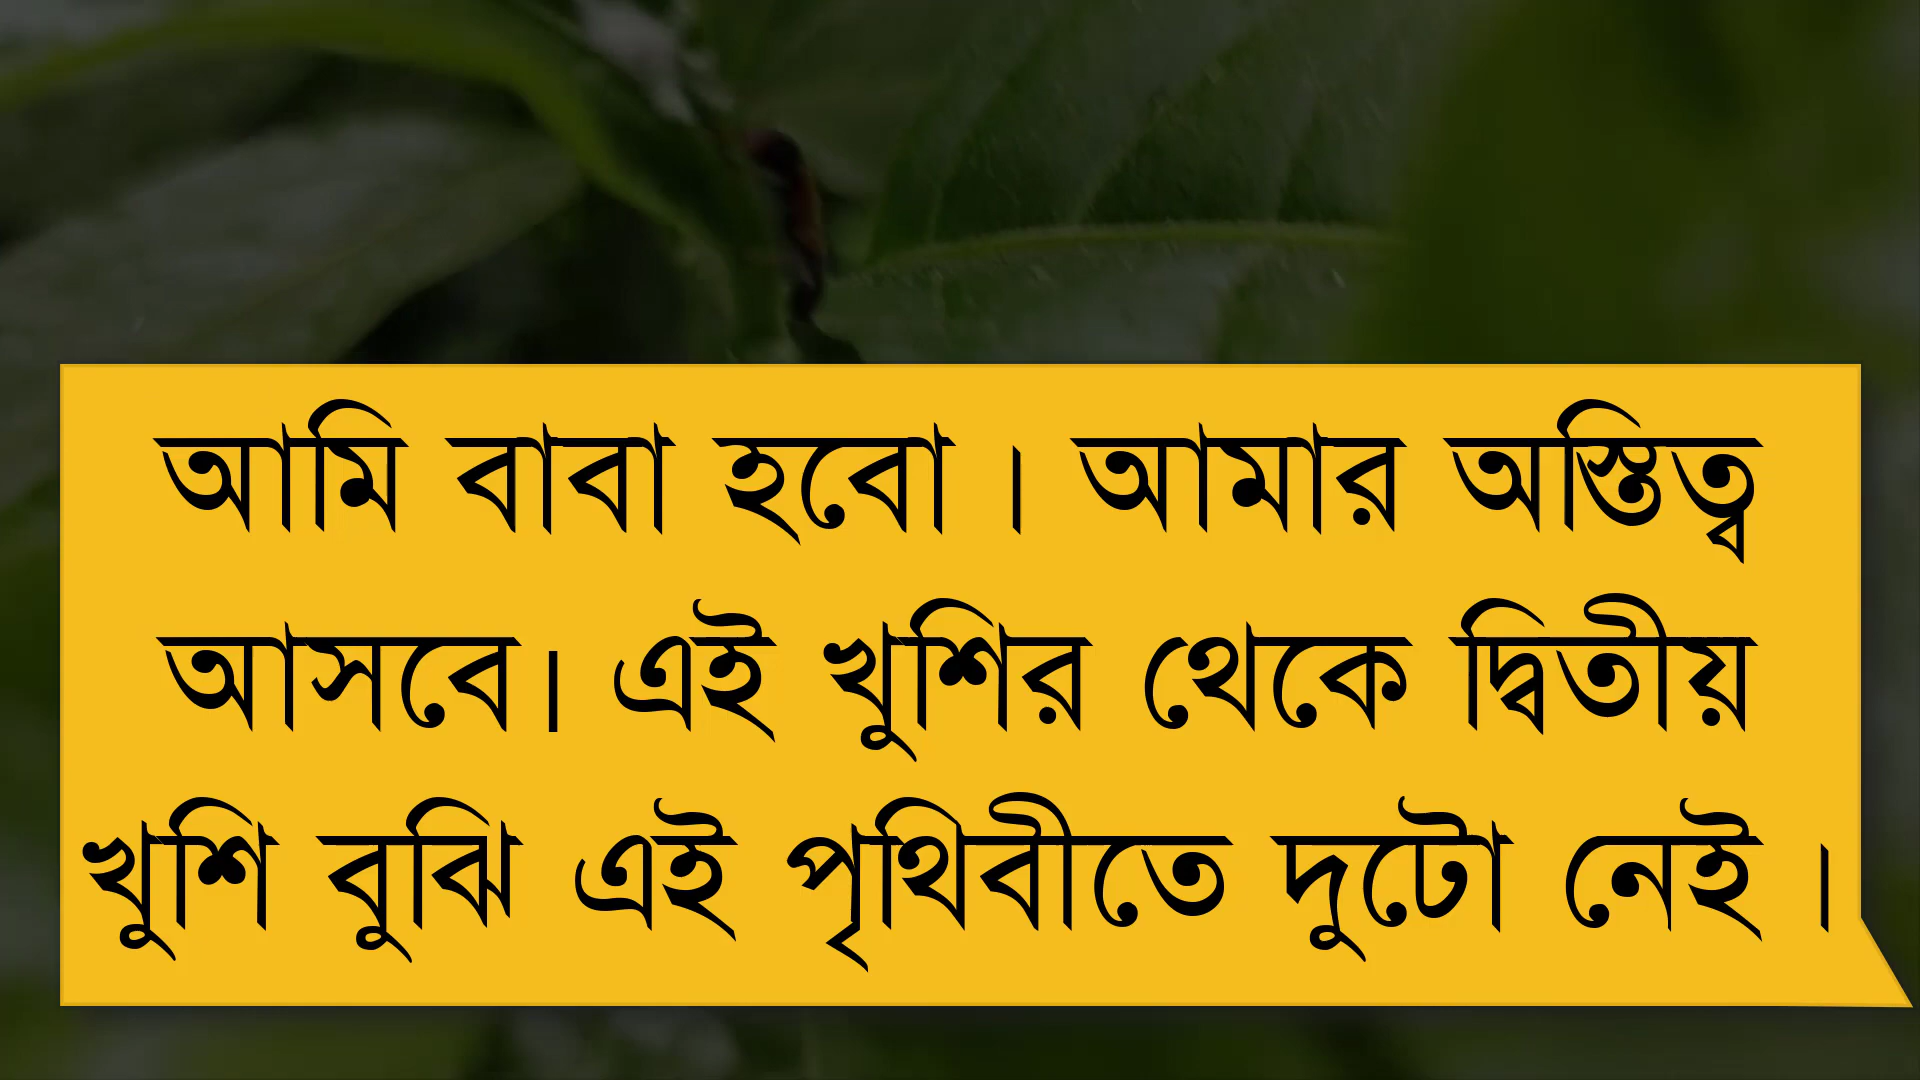 আমি বাবা হবো । আমার অস্তিত্ব
আসবে। এই খুশির থেকে দ্বিতীয়
খুশি বুঝি এই পৃথিবীতে দুটো নেই ।